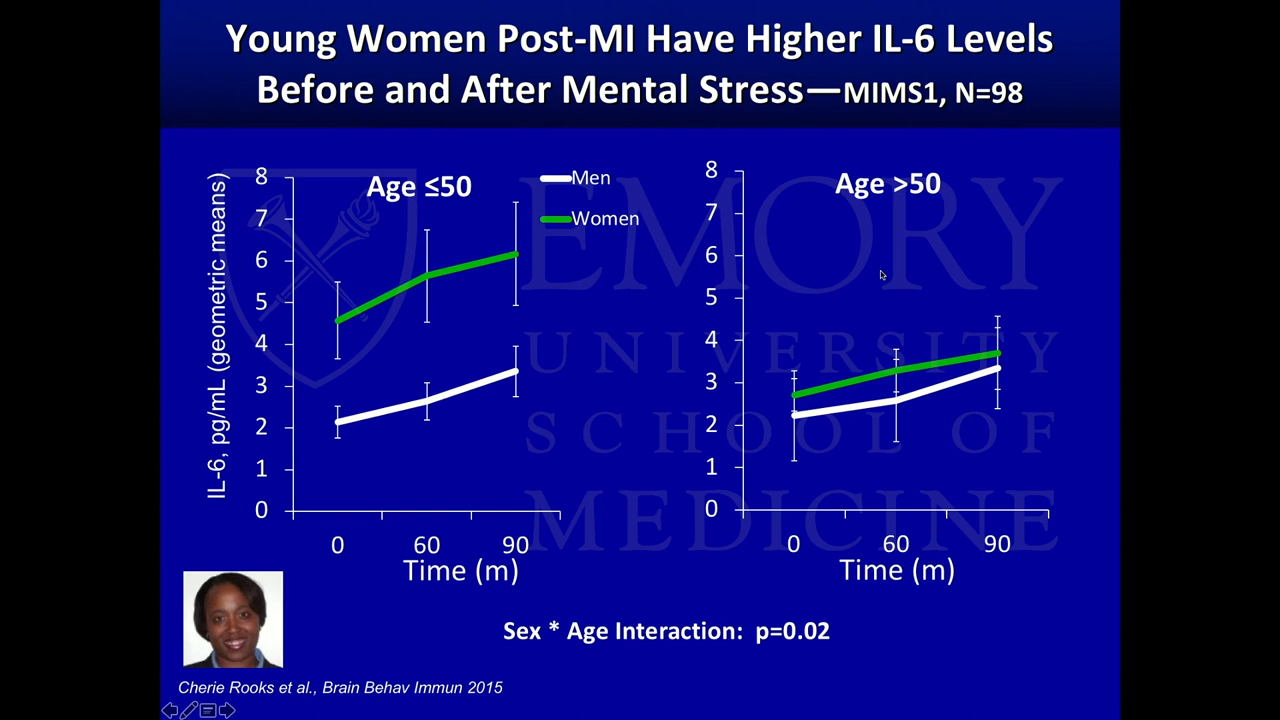 Young Women Post-MI Have Higher IL-6 Levels
Before and After Mental Stress—MIMS1, N=98
IL-6, pg/mL (geometric means)
Age ≤50
Men
Women
8
7
6
5
4
3
2
1
0
0 60 90
Time (m)
Age >50
8
7
6
5
4
3
2
1
0
0 60 90
Time (m)
EMORY
UNIVERSITY
SCHOOL OF
MEDICINE
Sex * Age Interaction: p=0.02
Cherie Rooks et al., Brain Behav Immun 2015